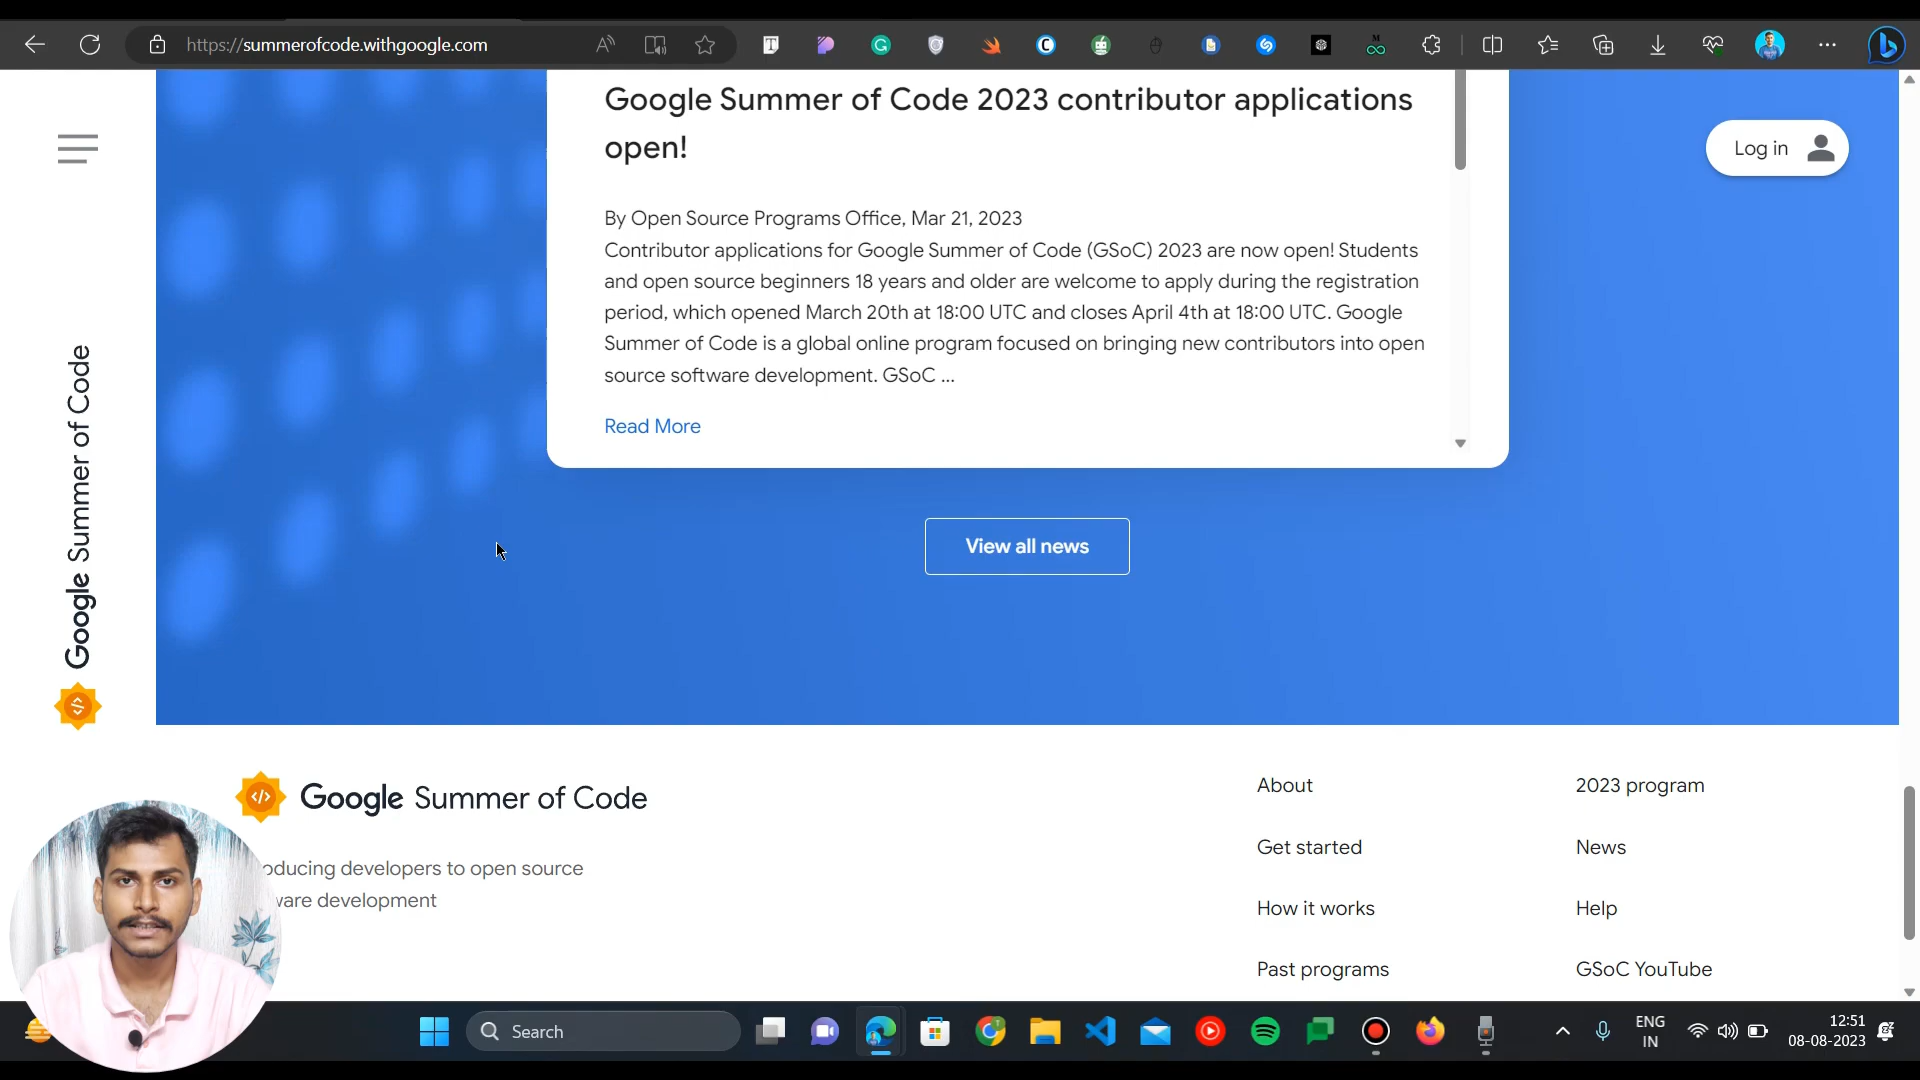 https://summerofcode.withgoogle.com
Google Summer of Code 2023 contributor applications
open!
Log in
By Open Source Programs Office, Mar 21, 2023
Contributor applications for Google Summer of Code (GSoC) 2023 are now open! Students
and open source beginners 18 years and older are welcome to apply during the registration
period, which opened March 20th at 18:00 UTC and closes April 4th at 18:00 UTC. Google
Summer of Code is a global online program focused on bringing new contributors into open
source software development. GSoC ...
Read More
Google Summer of Code
View all news
Google Summer of Code
oducing developers to open source
ware development
About
2023 program
Get started
News
How it works
Help
Past programs
GSoC YouTube
Search
ENG
IN
12:51
08-08-2023